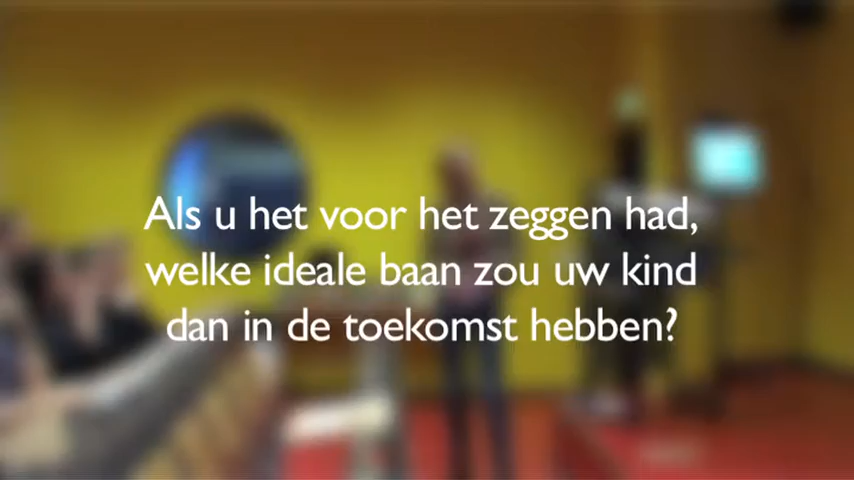 Als u het voor het zeggen had,
welke ideale baan zou uw kind
dan in de toekomst hebben?